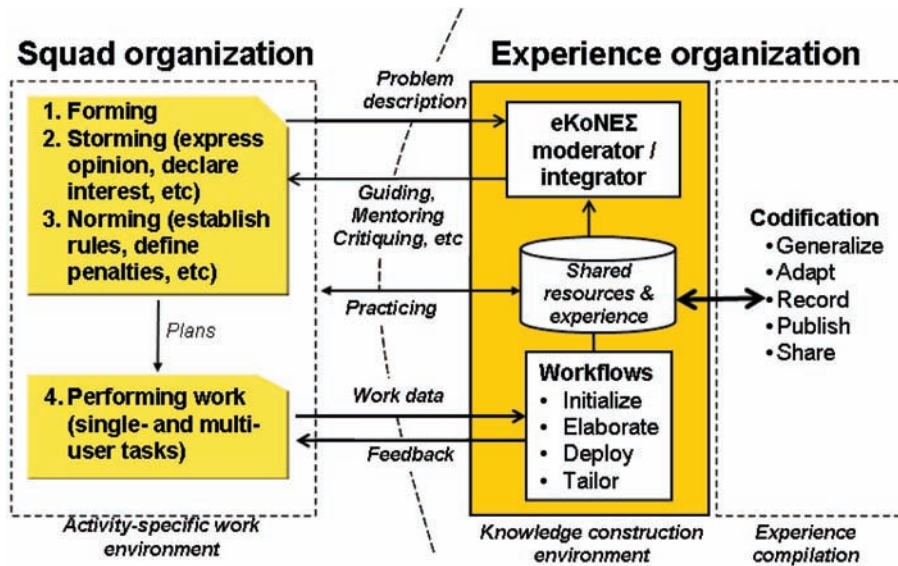 Squad organization
Experience organization
1. Forming
2. Storming (express
opinion, declare
interest, etc)
3. Norming (establish
rules, define
penalties, etc)
Plans
4. Performing work
(single- and multi-
user tasks)
Activity-specific work
environment
Problem
description
Guiding,
Mentoring
Critiquing, etc
Practicing
Work data
Feedback
eKoNEΣ
moderator /
integrator
Shared
resources &
experience
Workflows
• Initialize
• Elaborate
• Deploy
• Tailor
Knowledge construction
environment
Codification
• Generalize
• Adapt
• Record
• Publish
• Share
Experience
compilation